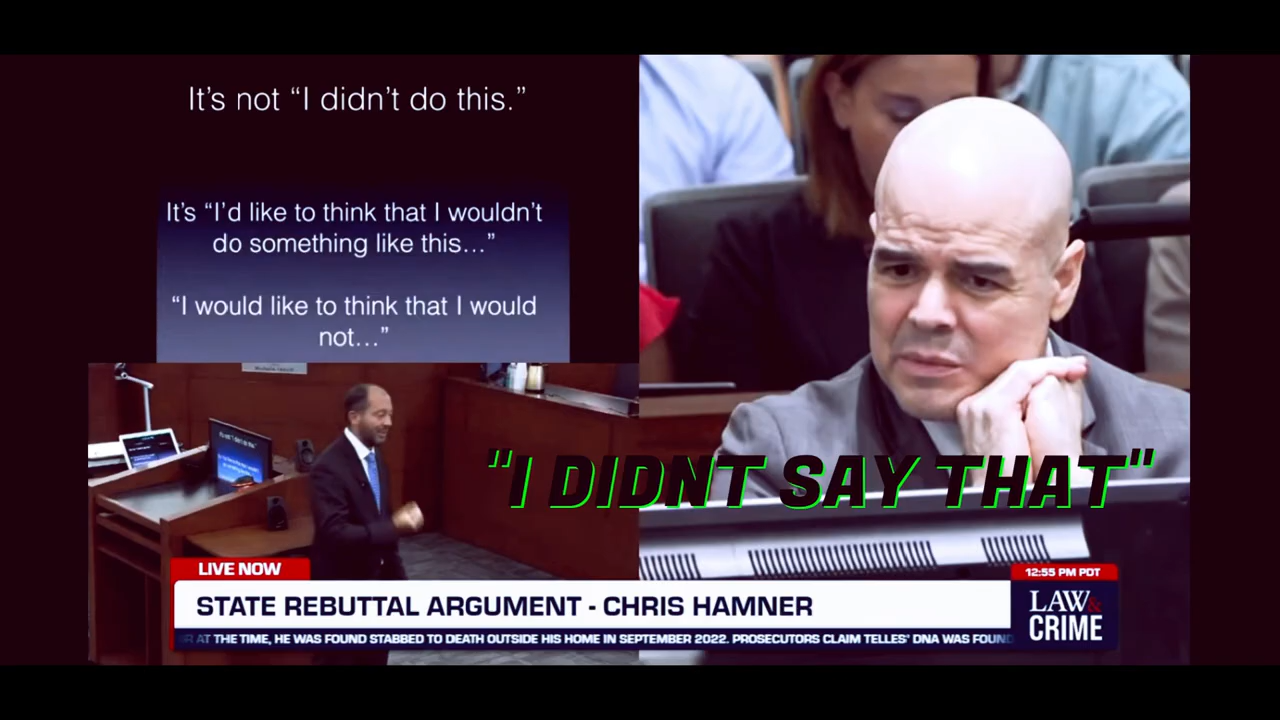 It's not “I didn't do this.”
It's “I'd like to think that I wouldn't
do something like this…”
“I would like to think that I would
not…”
"I DIDNT SAY THAT"
LIVE NOW
12:55 PM PDT
STATE REBUTTAL ARGUMENT - CHRIS HAMNER
LAW&
CRIME
AT THE TIME, HE WAS FOUND STABBED TO DEATH OUTSIDE HIS HOME IN SEPTEMBER 2022. PROSECUTORS CLAIM TELLES' DNA WAS FOUND